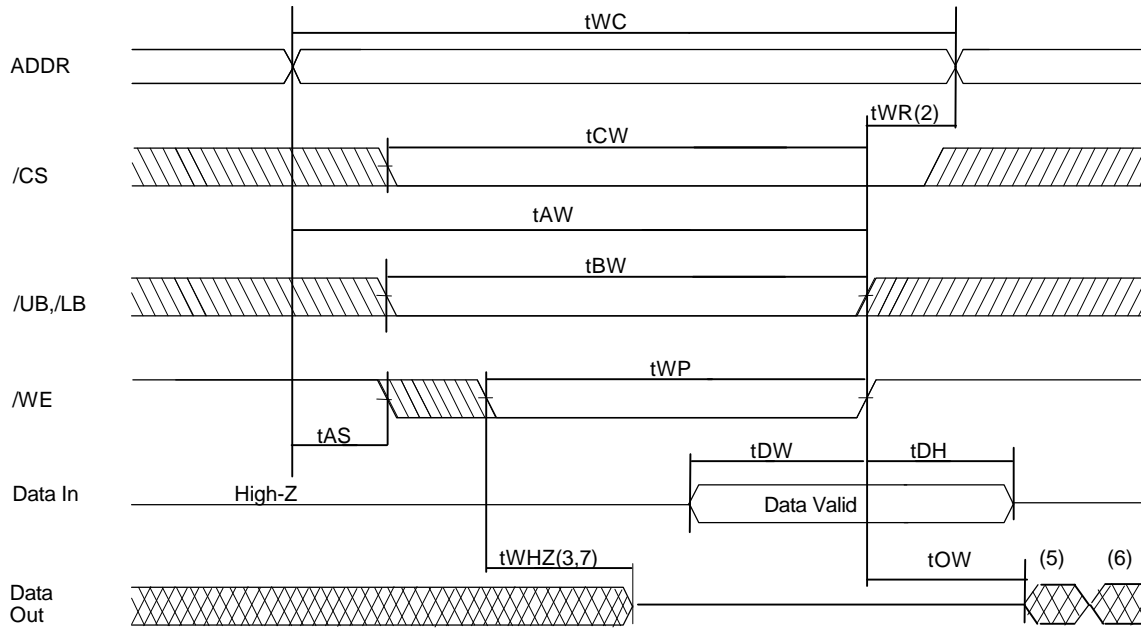 tWC
ADDR
tWR(2)
tCW
/CS
tAW
tBW
/UB,/LB
tWP
/WE
tAS
tDW tDH
Data In High-Z Data Valid
tWHZ(3,7) tOW (5) (6)
Data
Out